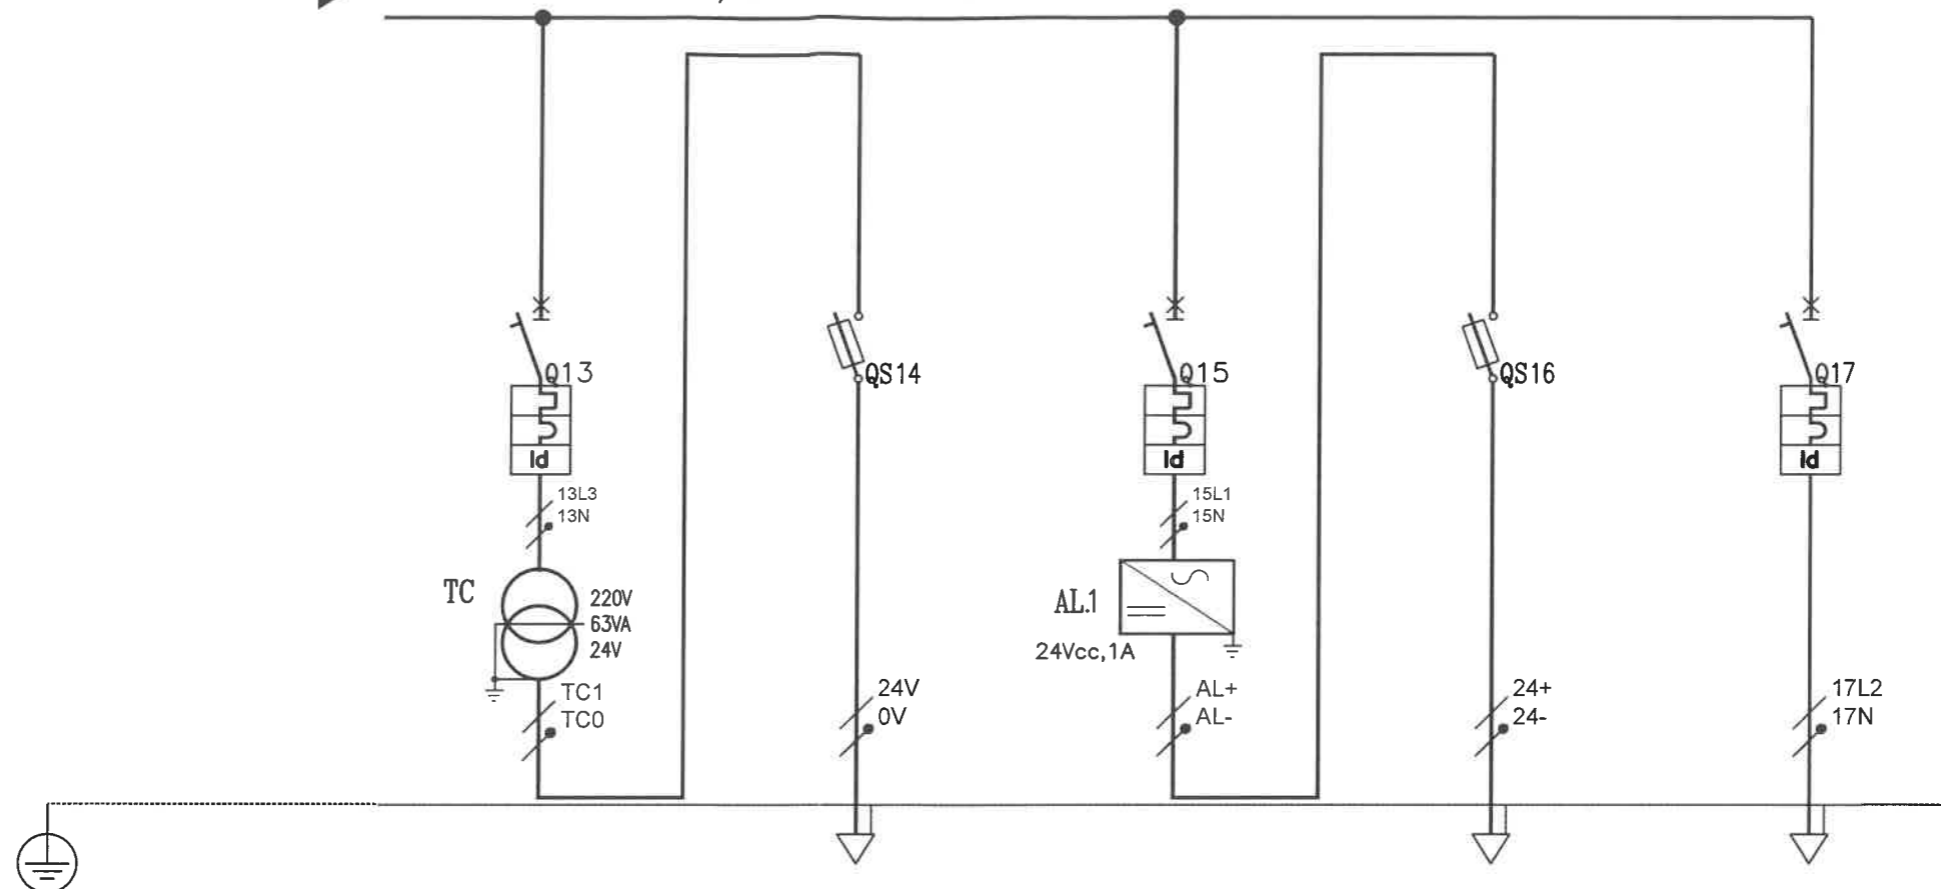 Q13
QS14
Q15
QS16
Q17
Id
Id
Id
13L3
13N
15L1
15N
TC
220V
63VA
24V
AL.1
24Vcc,1A
TC1
TC0
24V
0V
AL+
AL-
24+
24-
17L2
17N